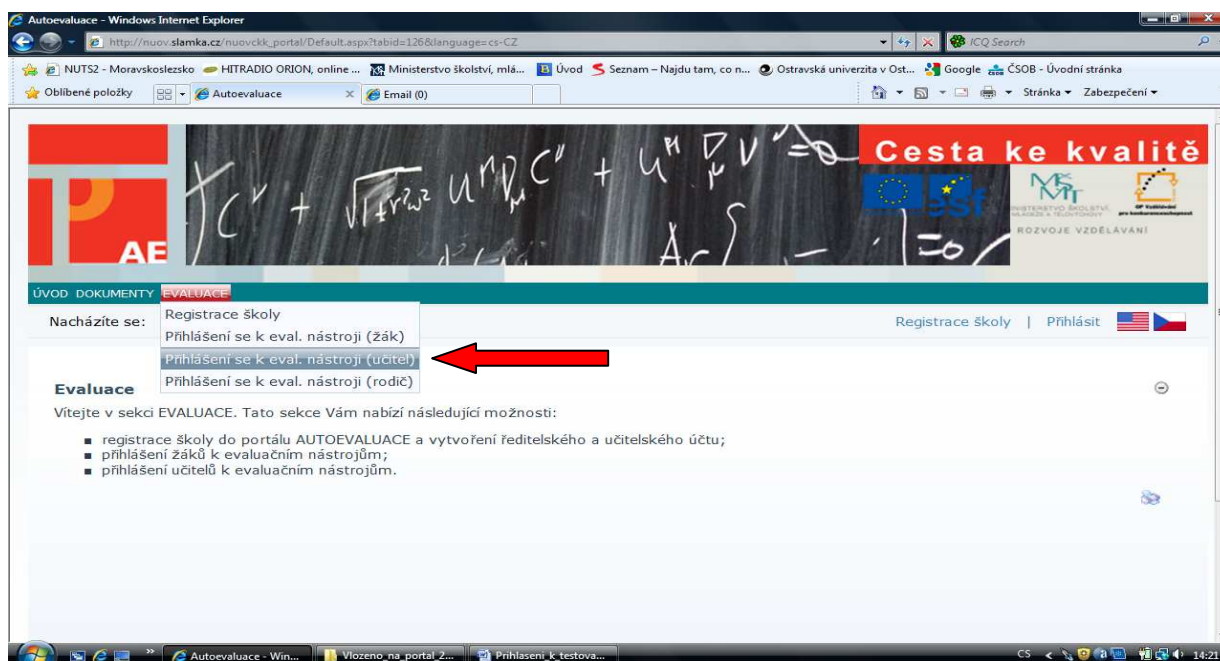 Autoevaluace - Windows Internet Explorer
http://nuov.slamka.cz/nuovckk_portal/Default.aspx?tabid=126&language=cs-CZ
ICQ Search
NUTS2 - Moravskoslezsko HITRADIO ORION, online ... Ministerstvo školství, mlá... Úvod Seznam – Najdu tam, co n... Ostravská univerzita v Ost... Google ČSOB - Úvodní stránka
Oblíbené položky Autoevaluace Email (0) Stránka Zabezpečení
Cesta ke kvalitě
AE
esf
MŠMT
ROZVOJE VZDĚLÁVÁNÍ
ÚVOD DOKUMENTY EVALUACE
Nacházíte se:
Registrace školy | Přihlásit
Registrace školy
Přihlášení se k eval. nástroji (žák)
Přihlášení se k eval. nástroji (učitel)
Přihlášení se k eval. nástroji (rodič)
Evaluace
Vítejte v sekci EVALUACE. Tato sekce Vám nabízí následující možnosti:
registrace školy do portálu AUTOEVALUACE a vytvoření ředitelského a učitelského účtu;
přihlášení žáků k evaluačním nástrojům;
přihlášení učitelů k evaluačním nástrojům.
Autoevaluace - Win... Vlozeno_na_portal_2... Prihlaseni_k_testova... CS 14:21